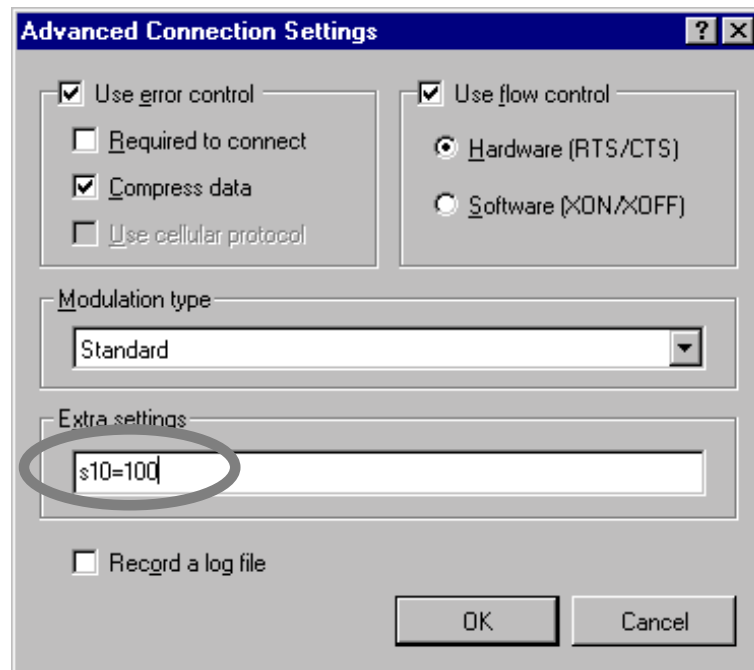 Advanced Connection Settings
Use error control
Required to connect
Compress data
Use cellular protocol
Use flow control
Hardware (RTS/CTS)
Software (XON/XOFF)
Modulation type
Standard
Extra settings
s10=100
Record a log file
OK
Cancel